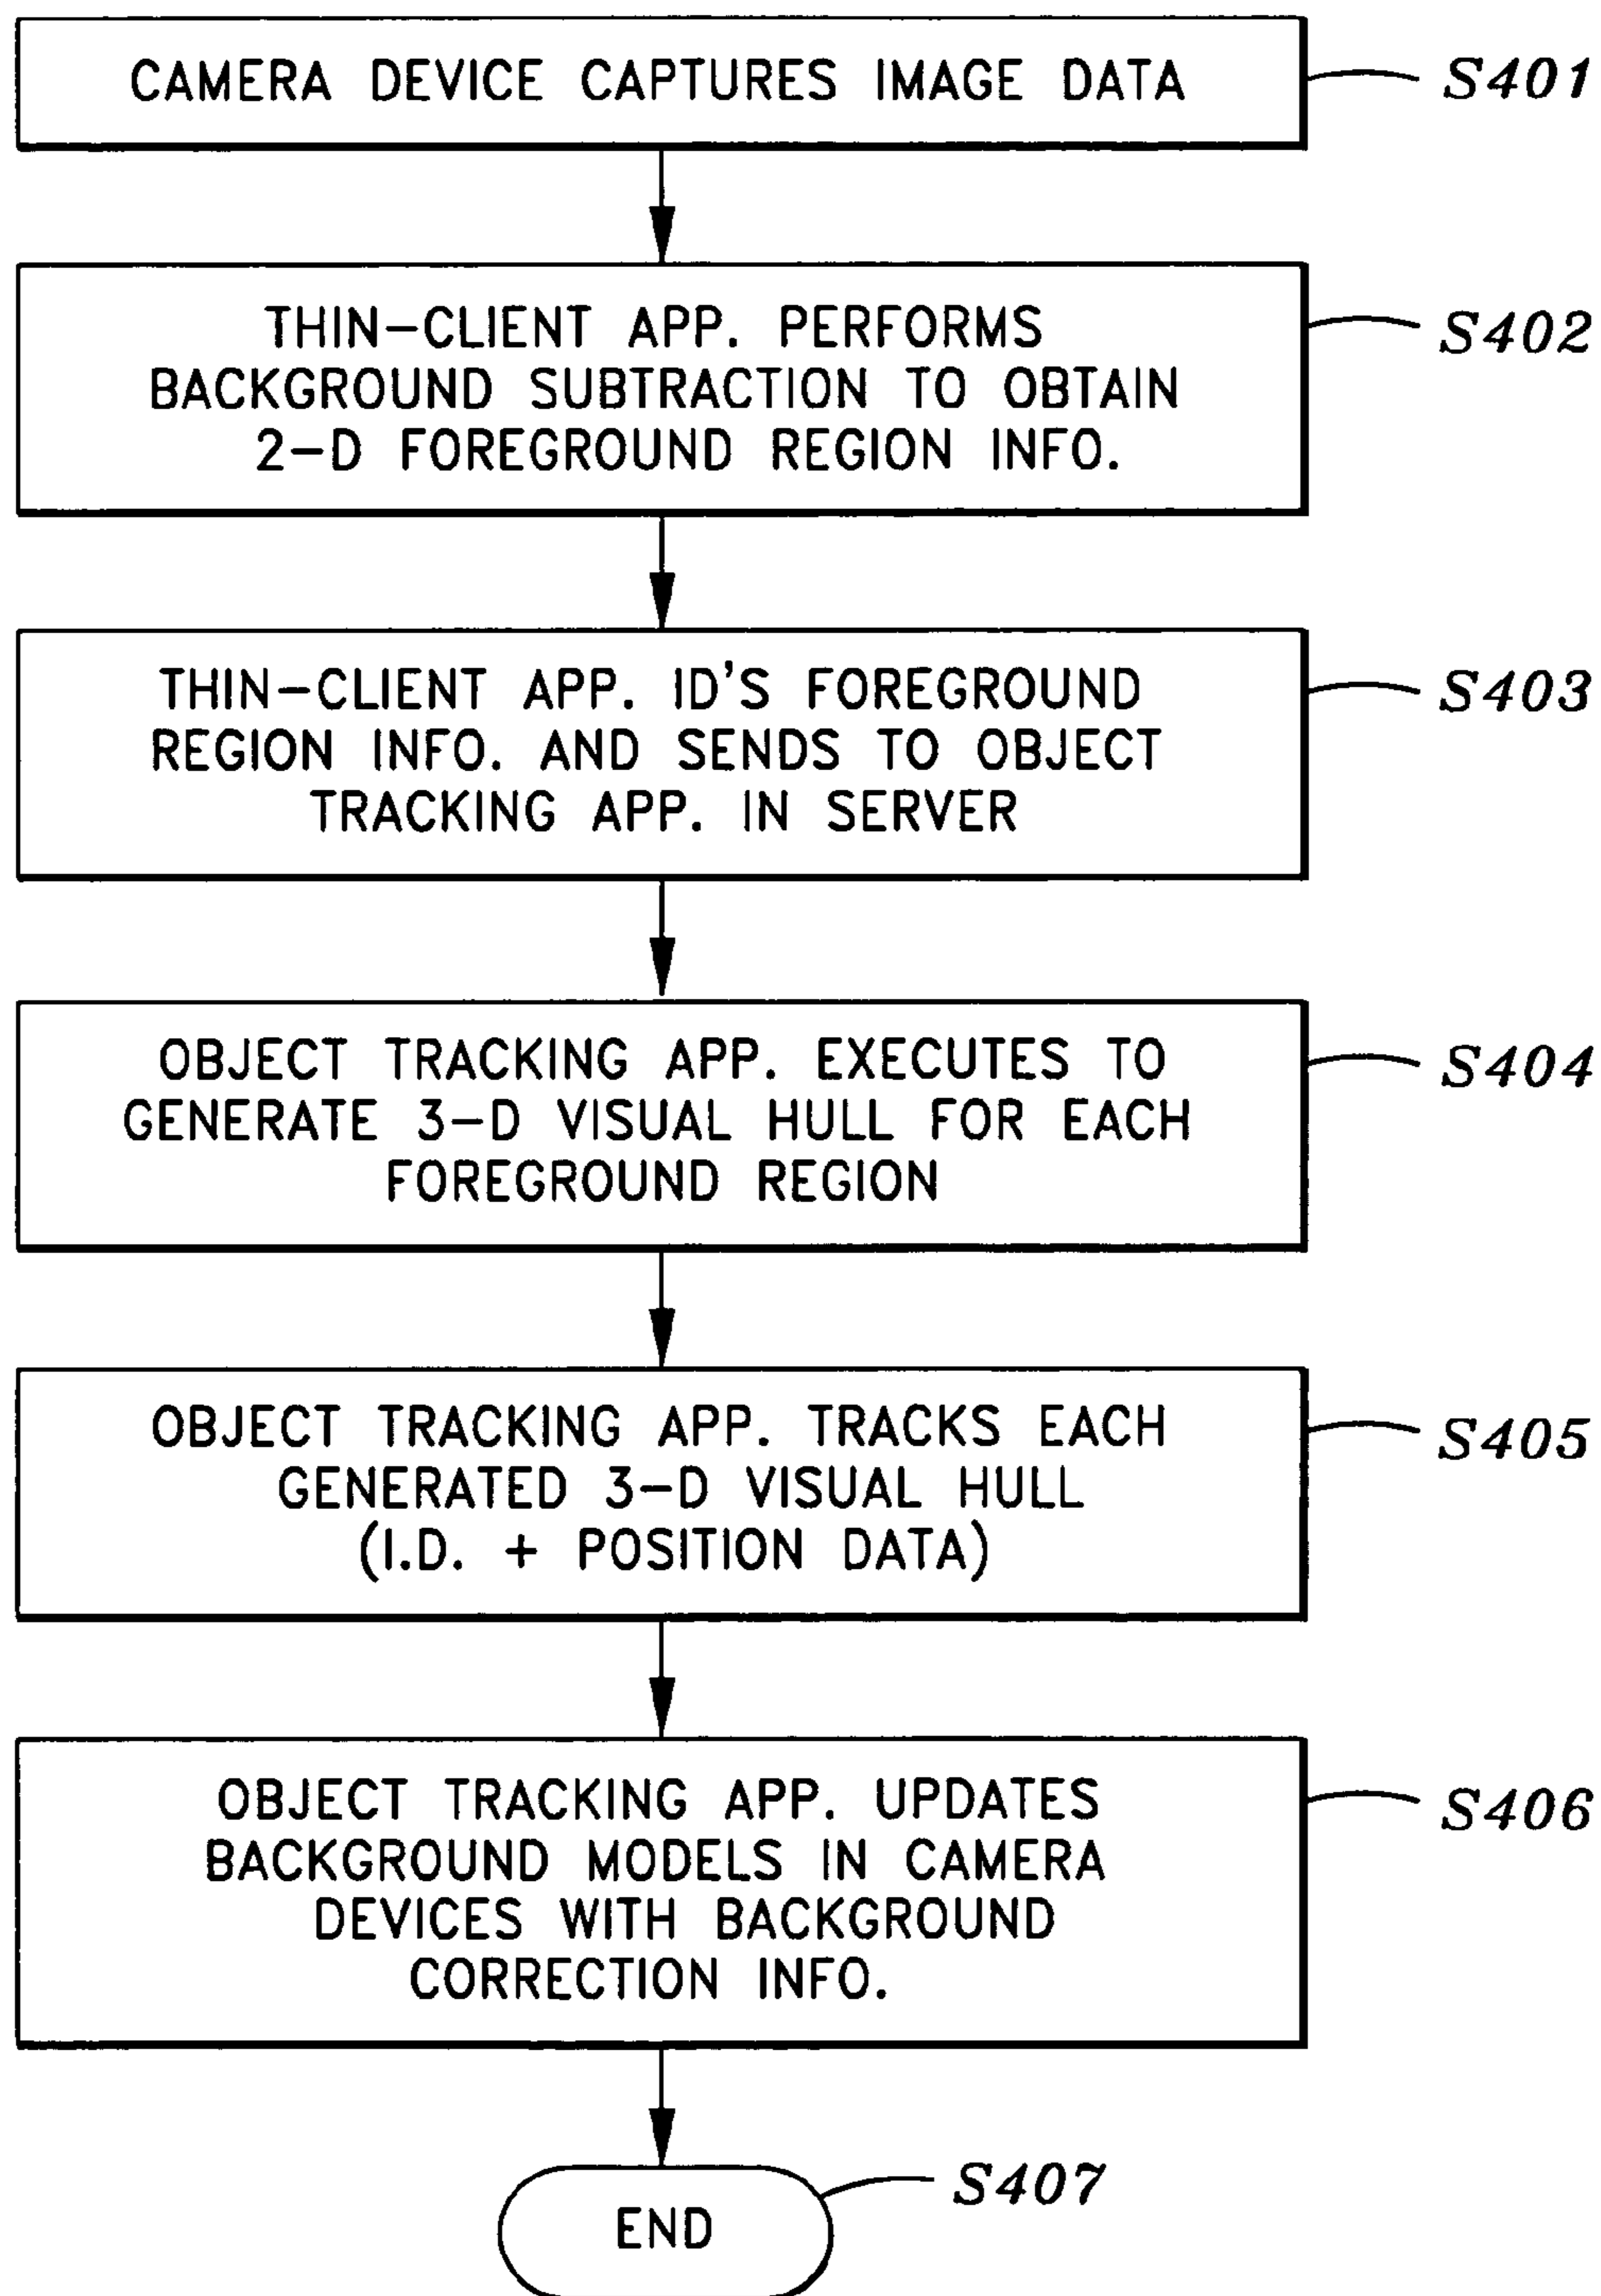 CAMERA DEVICE CAPTURES IMAGE DATA
S401
THIN-CLIENT APP. PERFORMS
BACKGROUND SUBTRACTION TO OBTAIN
2-D FOREGROUND REGION INFO.
S402
THIN-CLIENT APP. ID'S FOREGROUND
REGION INFO. AND SENDS TO OBJECT
TRACKING APP. IN SERVER
S403
OBJECT TRACKING APP. EXECUTES TO
GENERATE 3-D VISUAL HULL FOR EACH
FOREGROUND REGION
S404
OBJECT TRACKING APP. TRACKS EACH
GENERATED 3-D VISUAL HULL
(I.D. + POSITION DATA)
S405
OBJECT TRACKING APP. UPDATES
BACKGROUND MODELS IN CAMERA
DEVICES WITH BACKGROUND
CORRECTION INFO.
S406
END
S407